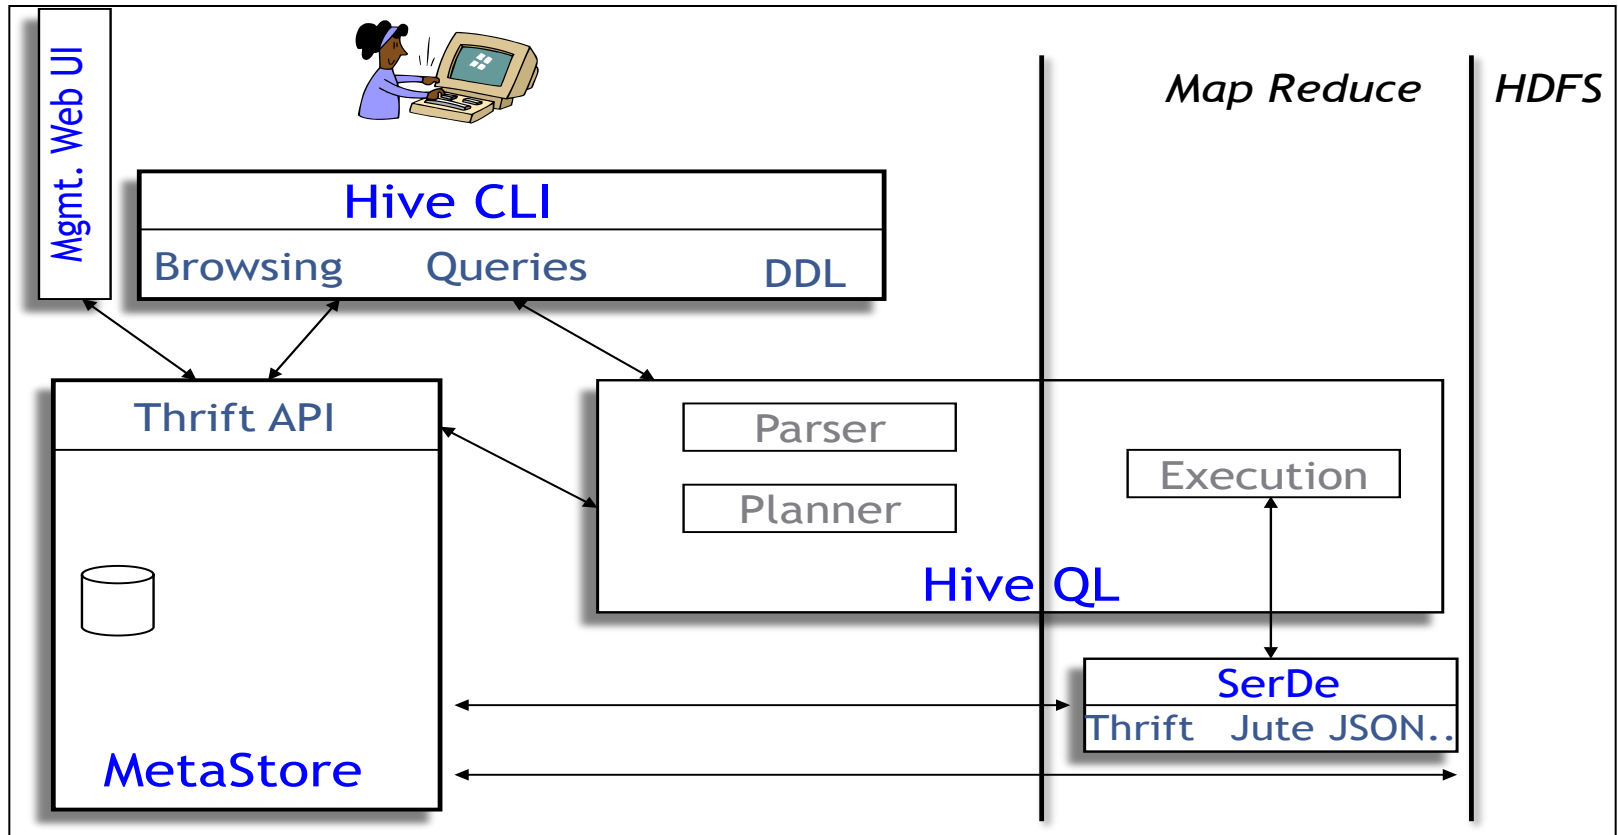 Mgmt. Web UI
Map Reduce
HDFS
Hive CLI
Browsing Queries DDL
Thrift API
Parser
Execution
Planner
Hive QL
SerDe
Thrift Jute JSON..
MetaStore